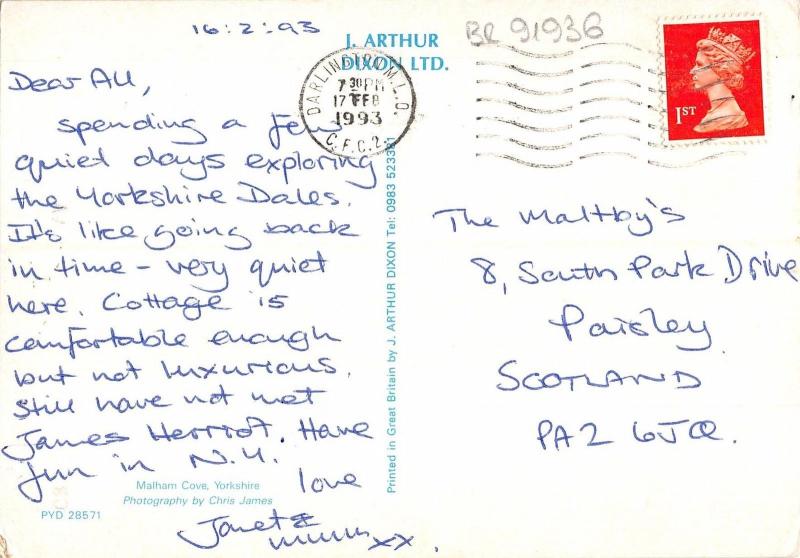 16:2:93
Dear All,
spending a few
quiet days exploring
the Yorkshire Dales.
It's like going back
in time - very quiet
here. Cottage is
comfortable enough
but not luxurious.
Still have not met
James Herriot. Have
fun in N.Y.
love
Janet &
xx.
Malham Cove, Yorkshire
Photography by Chris James
PYD 28571
J. ARTHUR
DIXON LTD.
Printed in Great Britain by J. ARTHUR DIXON Tel: 0983 523381
BR 91936
DARLINGTON M.L.O.
7 30 PM
17 FEB
1993
C.F.C.2.
1ST
The Maltby's
8, South Park Drive
Paisley
SCOTLAND
PA2 6JQ.